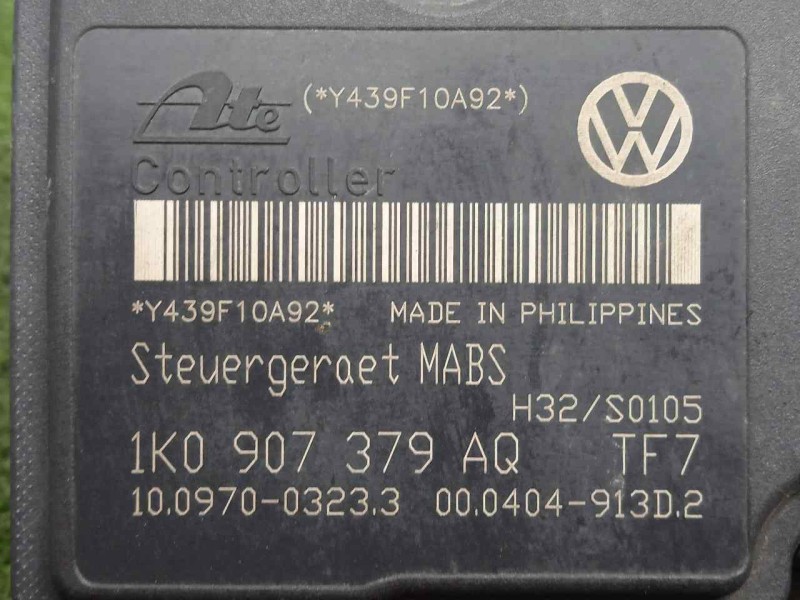 Ate (*Y439F10A92*)
Controller
*Y439F10A92* MADE IN PHILIPPINES
Steuergeraet MABS
H32/S0105
1K0 907 379 AQ TF7
10.0970-0323.3 00.0404-913D.2